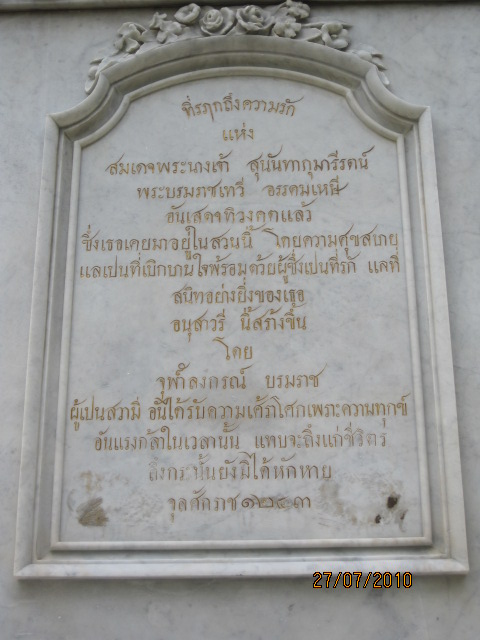 ที่รฦกถึงความรัก
แห่ง
สมเดจพระนางเจ้า สุนันทากุมารีรัตน์
พระบรมราชเทวี อรรคมเหษี
อันเสดจทิวงคตแล้ว
ซึ่งเธอเคยมาอยู่ในสวนนี้ โดยความศุขสบาย
แลเปนที่เบิกบานใจพร้อมด้วยผู้ซึ่งเปนที่รัก แลที่
สนิทอย่างยิ่งของเธอ
อนุสาวรี นี้สร้างขึ้น
โดย
จุฬาลงกรณ์ บรมราช
ผู้เปนสวามี อันได้รับความเศร้าโศกเพราะความทุกข์
อันแรงกล้าในเวลานั้น แทบจะถึงแก่ชีวิตร์
ถึงกระนั้นยังมิได้หักหาย
จุลศักราช ๑๒๔๓
27/07/2010